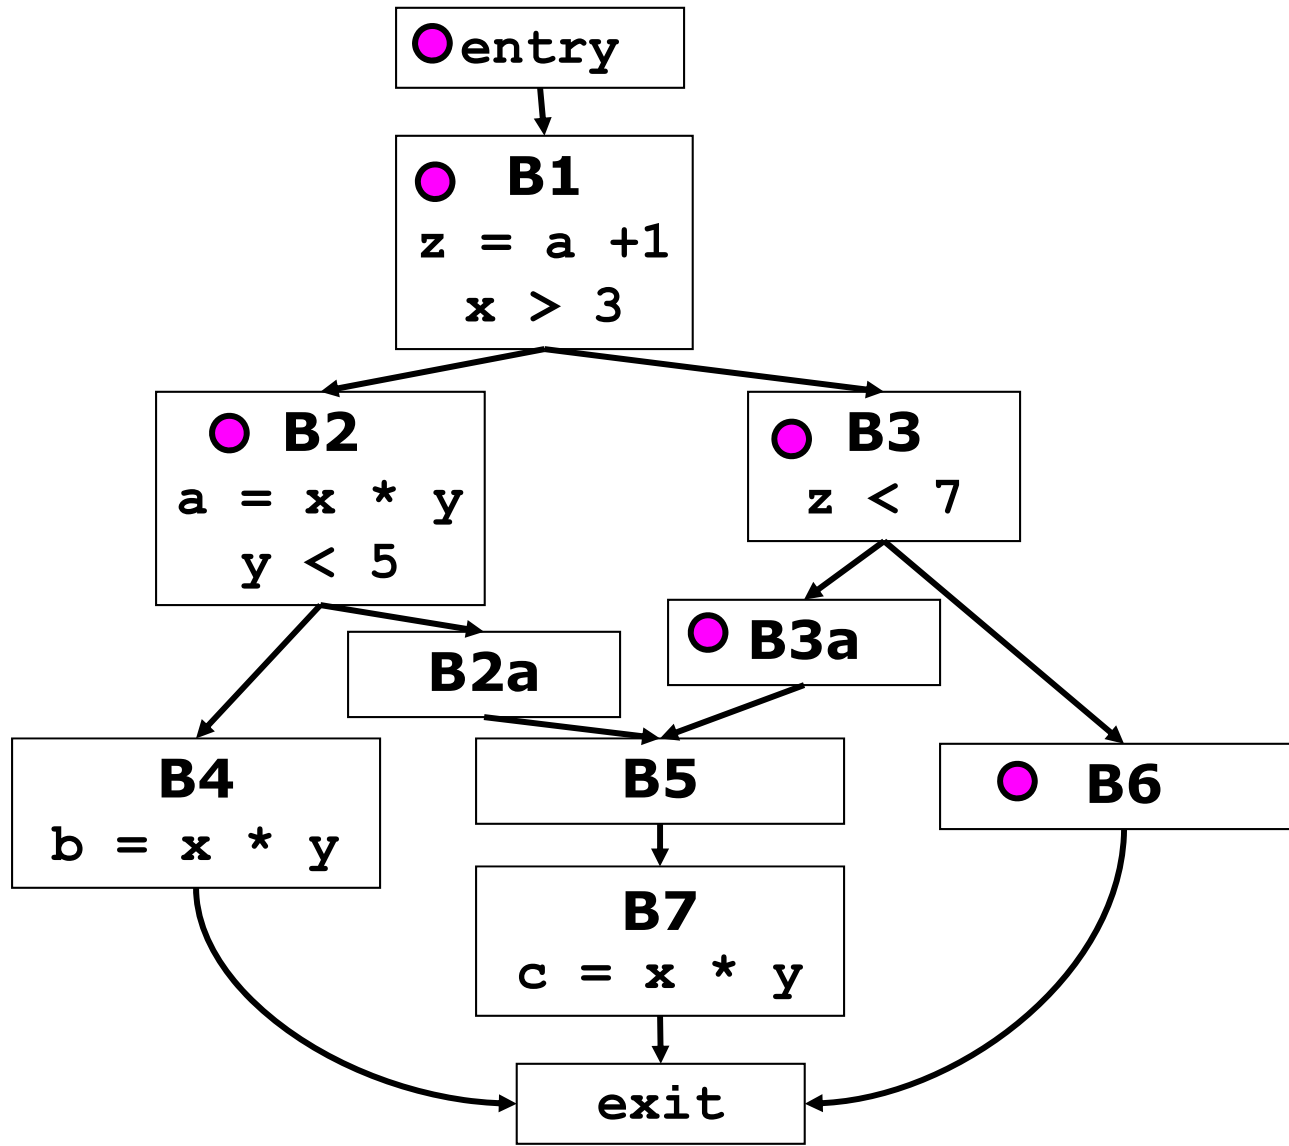 entry
B1
z = a +1
x > 3
B2
a = x * y
y < 5
B3
z < 7
B2a
B3a
B4
b = x * y
B5
B6
B7
c = x * y
exit